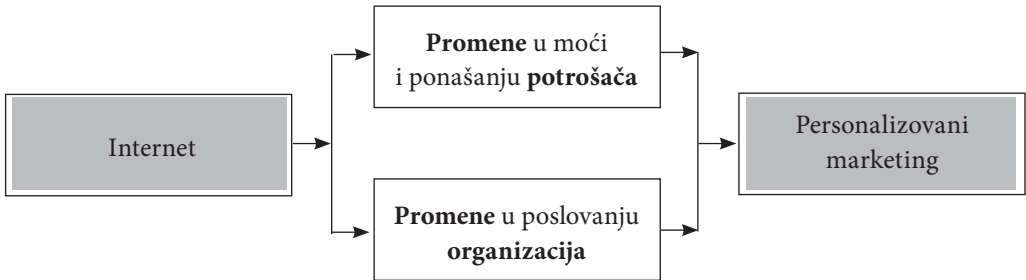 Internet
Promene u moći
i ponašanju potrošača
Promene u poslovanju
organizacija
Personalizovani
marketing